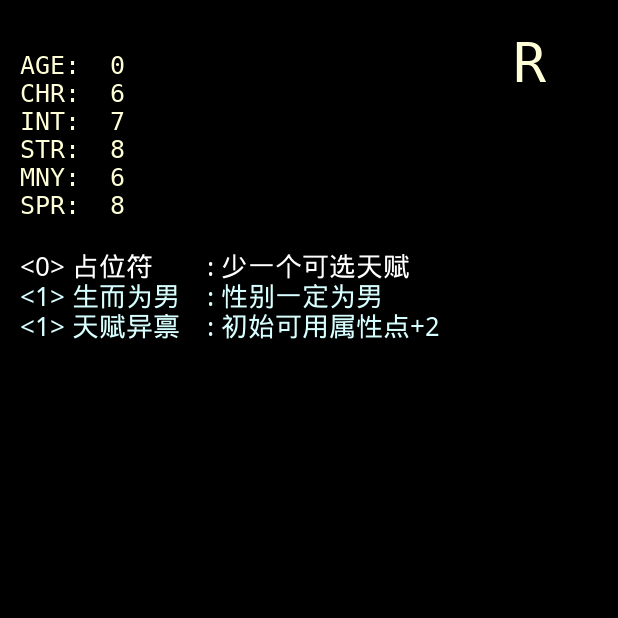 R
AGE: 0
CHR: 6
INT: 7
STR: 8
MNY: 6
SPR: 8
<0> 占位符 : 少一个可选天赋
<1> 生而为男 : 性别一定为男
<1> 天赋异禀 : 初始可用属性点+2